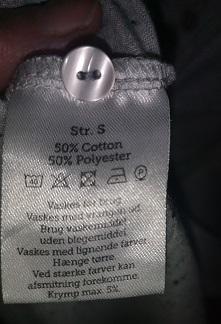 Str. S
50% Cotton
50% Polyester
40 P
Vaskes før brug
Vaskes med vrangen ud.
Brug vaskemiddel
uden blegemiddel
Vaskes med lignende farver
Hænge tørre.
Ved stærke farver kan
afsmitning forekomme.
Krymp max. 5%.